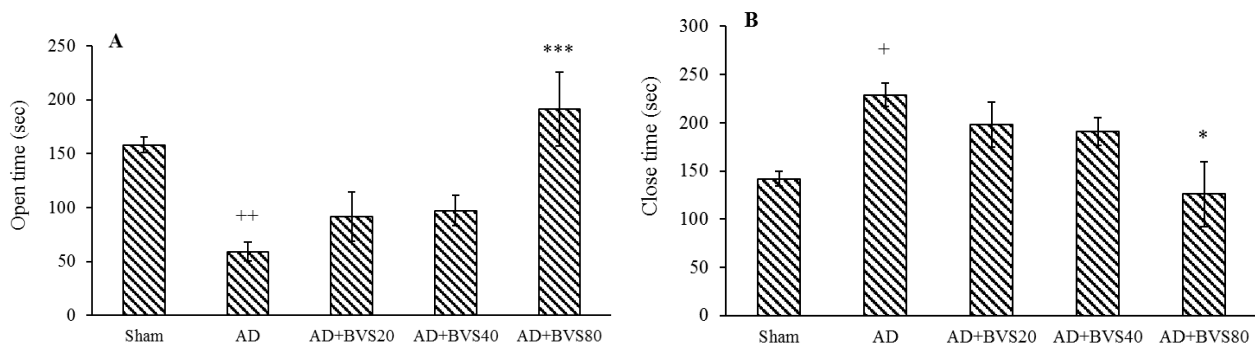 A
Open time (sec)
250
200
150
100
50
0
++
***
Sham
AD
AD+BVS20
AD+BVS40
AD+BVS80
B
Close time (sec)
300
250
200
150
100
50
0
+
*
Sham
AD
AD+BVS20
AD+BVS40
AD+BVS80